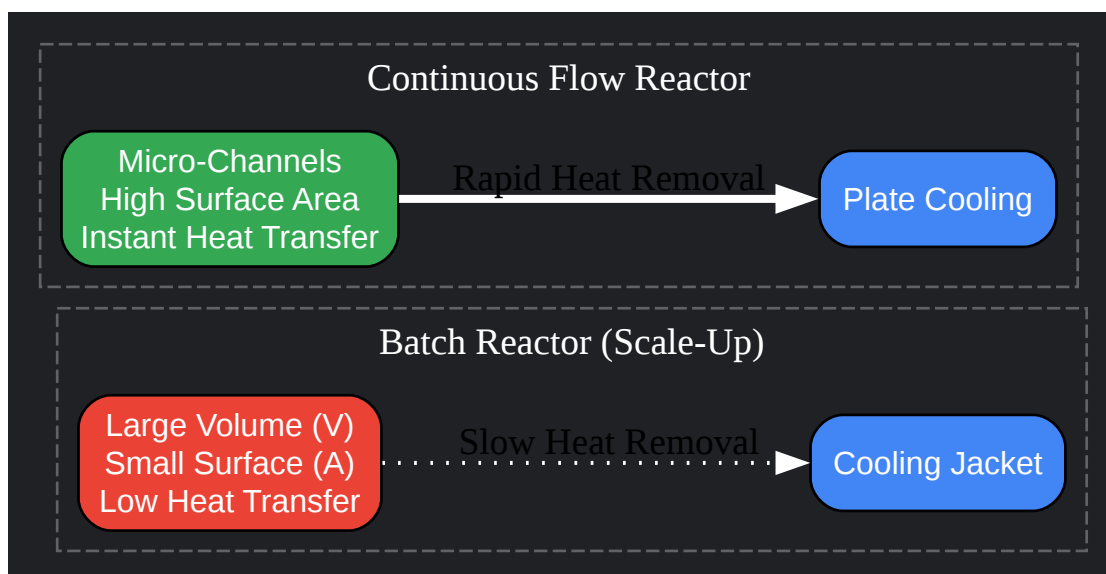 Continuous Flow Reactor
Micro-Channels
High Surface Area
Instant Heat Transfer
Rapid Heat Removal
Plate Cooling
Batch Reactor (Scale-Up)
Large Volume (V)
Small Surface (A)
Low Heat Transfer
Slow Heat Removal
Cooling Jacket